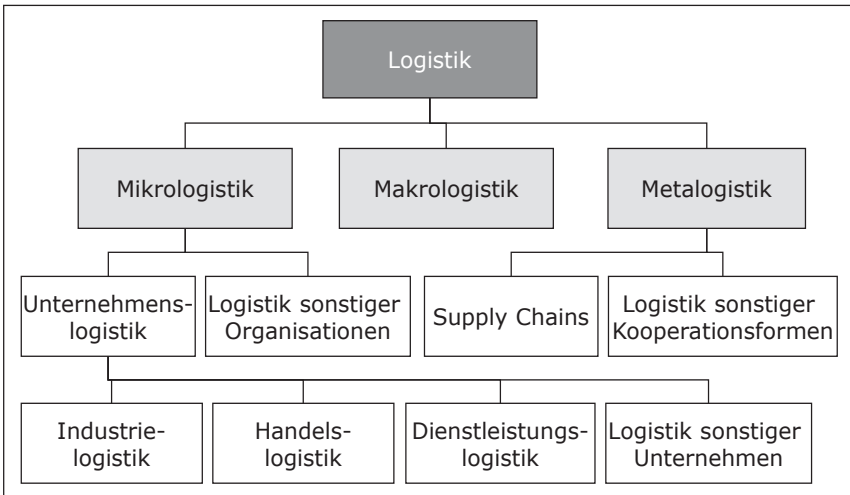 Logistik
Mikrologistik
Makrologistik
Metalogistik
Unternehmens-
logistik
Logistik sonstiger
Organisationen
Supply Chains
Logistik sonstiger
Kooperationsformen
Industrie-
logistik
Handels-
logistik
Dienstleistungs-
logistik
Logistik sonstiger
Unternehmen